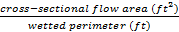 cross−sectional flow area (ft²)
wetted perimeter (ft)